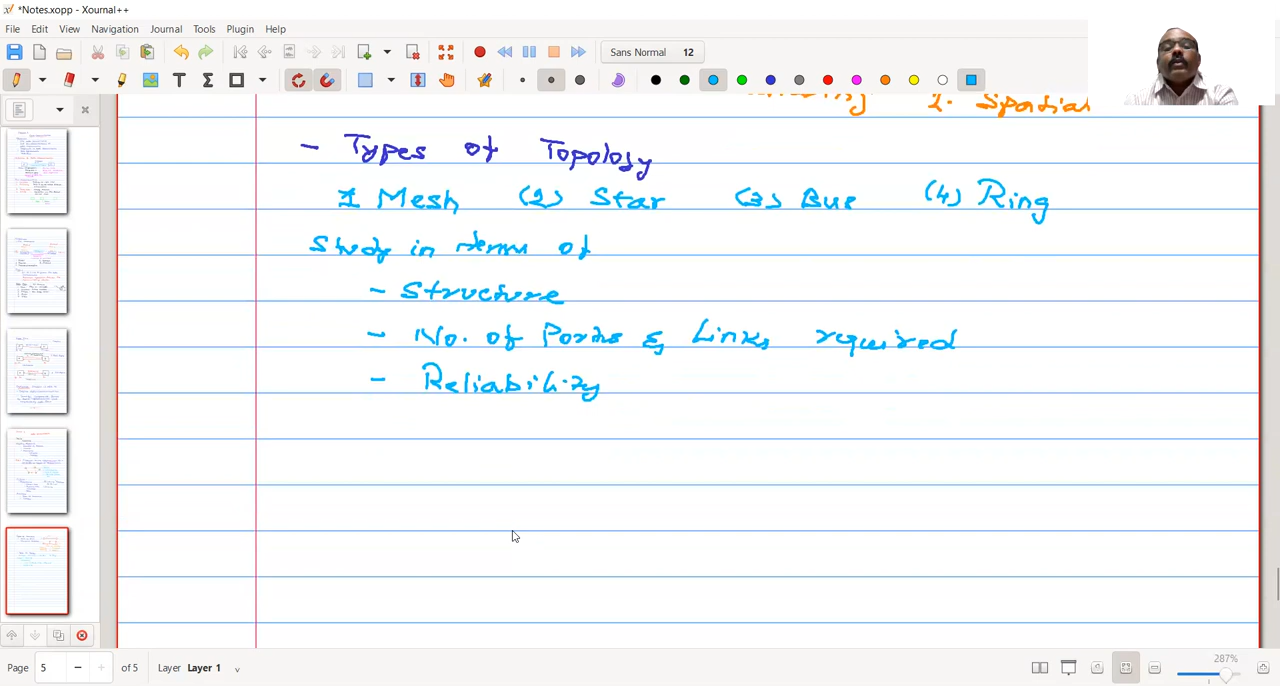 *Notes.xopp - Xournal++
File Edit View Navigation Journal Tools Plugin Help
Sans Normal 12
2. Spatial
- Types of Topology
1 Mesh (2) Star (3) Bus (4) Ring
Study in terms of
- Structure
- No. of Ports & Links required
- Reliability
Page 5 of 5 Layer Layer 1 287%